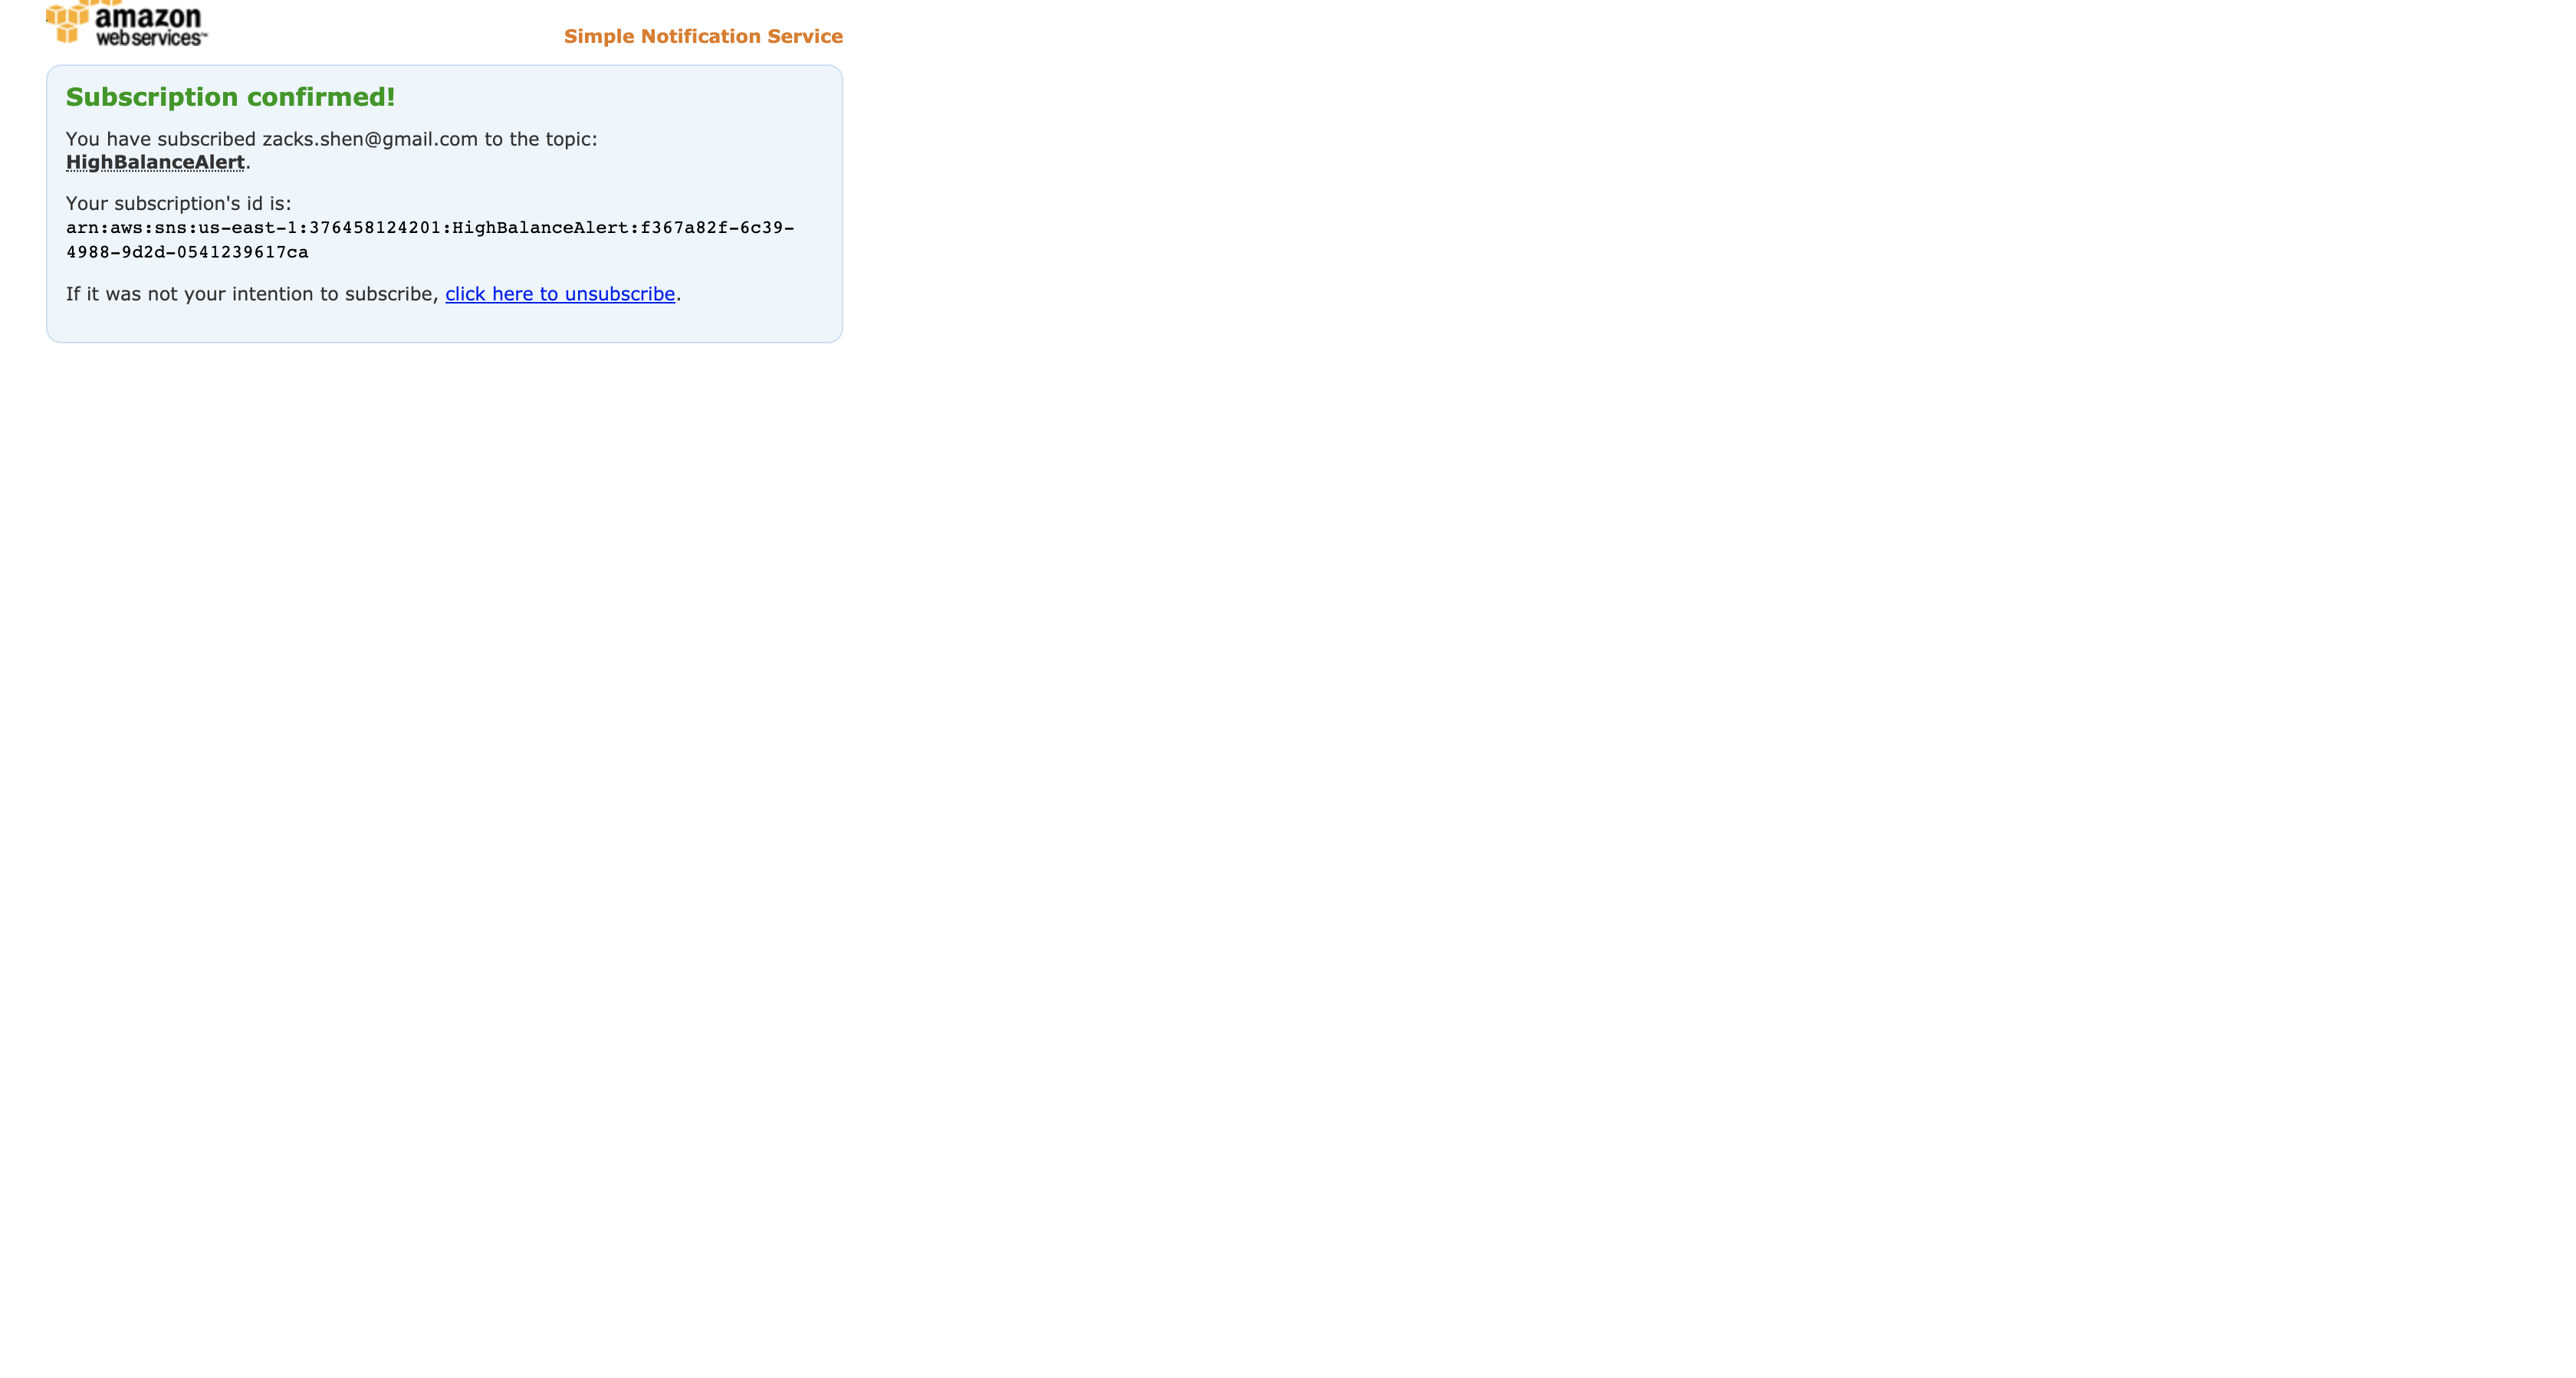 amazon
webservices™
Simple Notification Service
Subscription confirmed!
You have subscribed zacks.shen@gmail.com to the topic:
HighBalanceAlert.
Your subscription's id is:
arn:aws:sns:us-east-1:376458124201:HighBalanceAlert:f367a82f-6c39-
4988-9d2d-0541239617ca
If it was not your intention to subscribe, click here to unsubscribe.